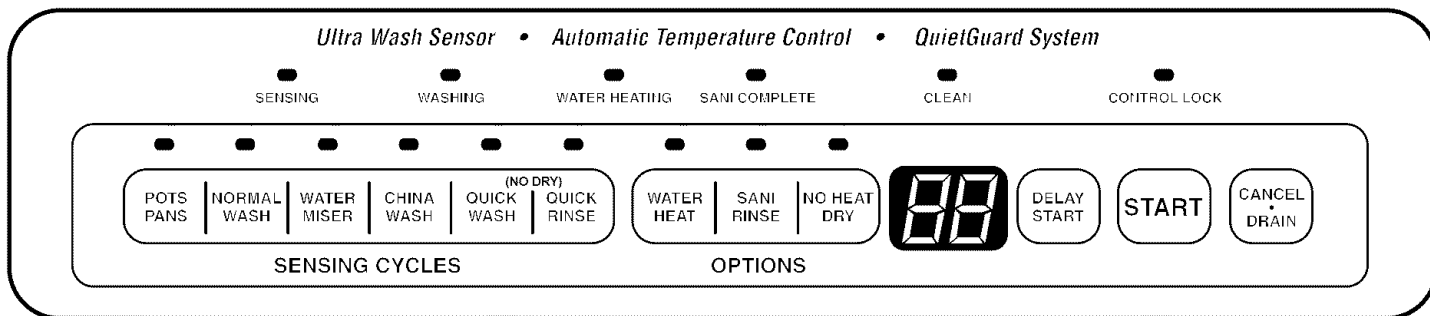 Ultra Wash Sensor • Automatic Temperature Control • QuietGuard System
SENSING WASHING WATER HEATING SANI COMPLETE CLEAN CONTROL LOCK
(NO DRY)
POTS PANS NORMAL WASH WATER MISER CHINA WASH QUICK WASH QUICK RINSE WATER HEAT SANI RINSE NO HEAT DRY 88 DELAY START START CANCEL • DRAIN
SENSING CYCLES OPTIONS